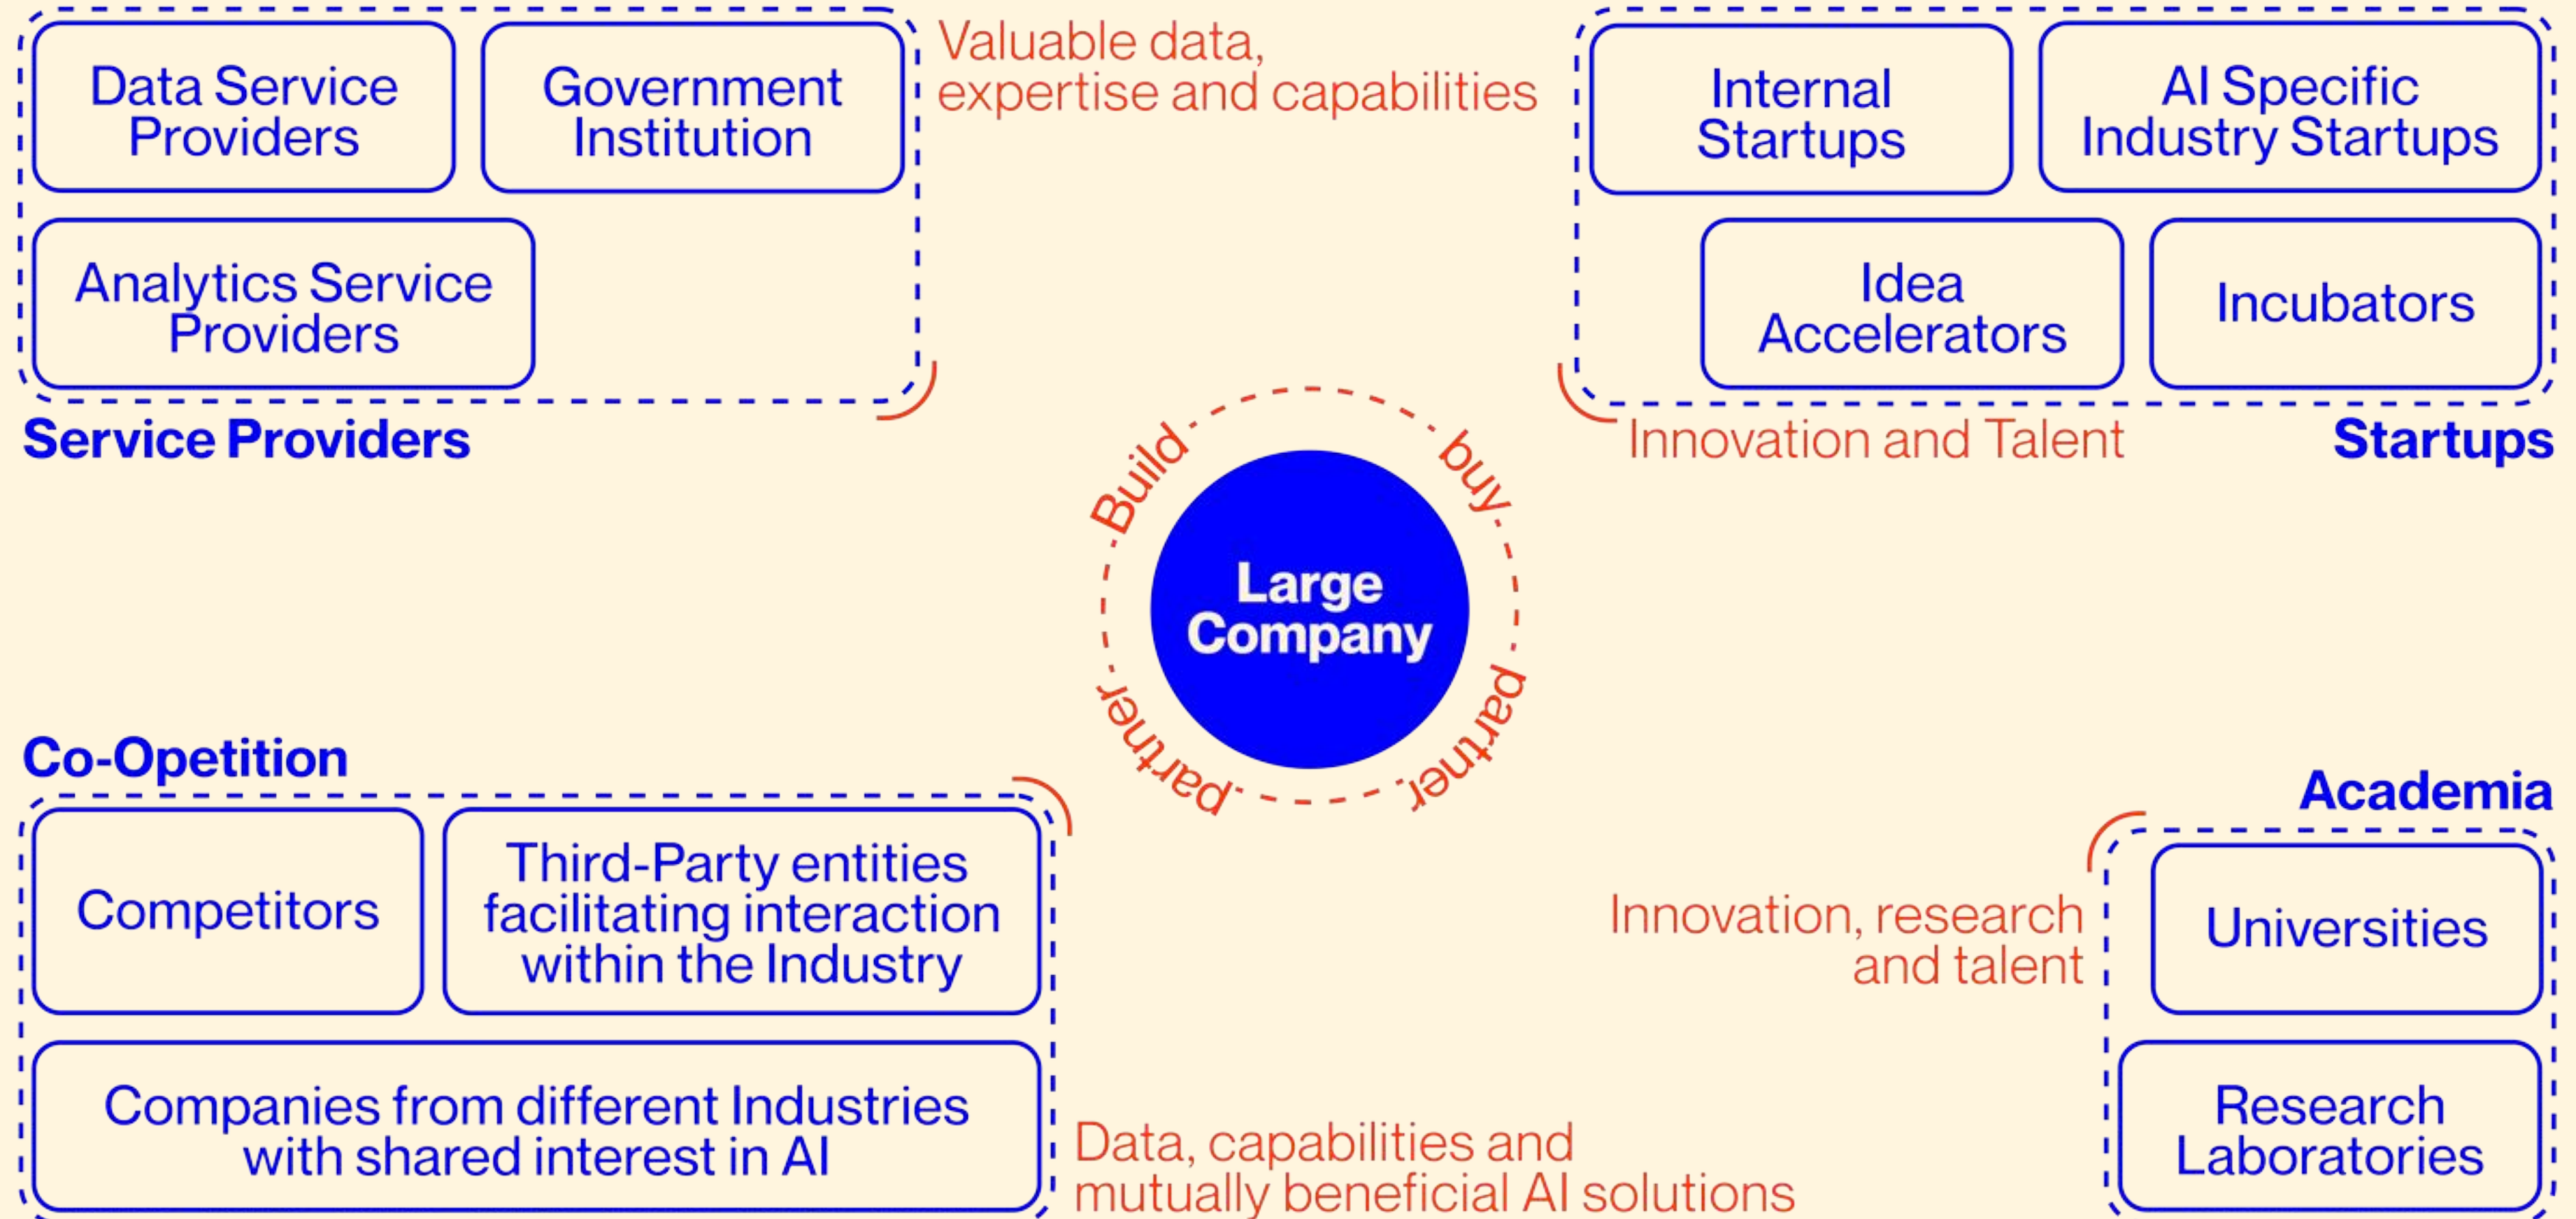 Data Service
Providers
Government
Institution
Analytics Service
Providers
Service Providers
Valuable data,
expertise and capabilities
Internal
Startups
AI Specific
Industry Startups
Idea
Accelerators
Incubators
Innovation and Talent
Startups
Build
buy
partner
partner
Large
Company
Co-Opetition
Competitors
Third-Party entities
facilitating interaction
within the Industry
Companies from different Industries
with shared interest in AI
Data, capabilities and
mutually beneficial AI solutions
Academia
Innovation, research
and talent
Universities
Research
Laboratories